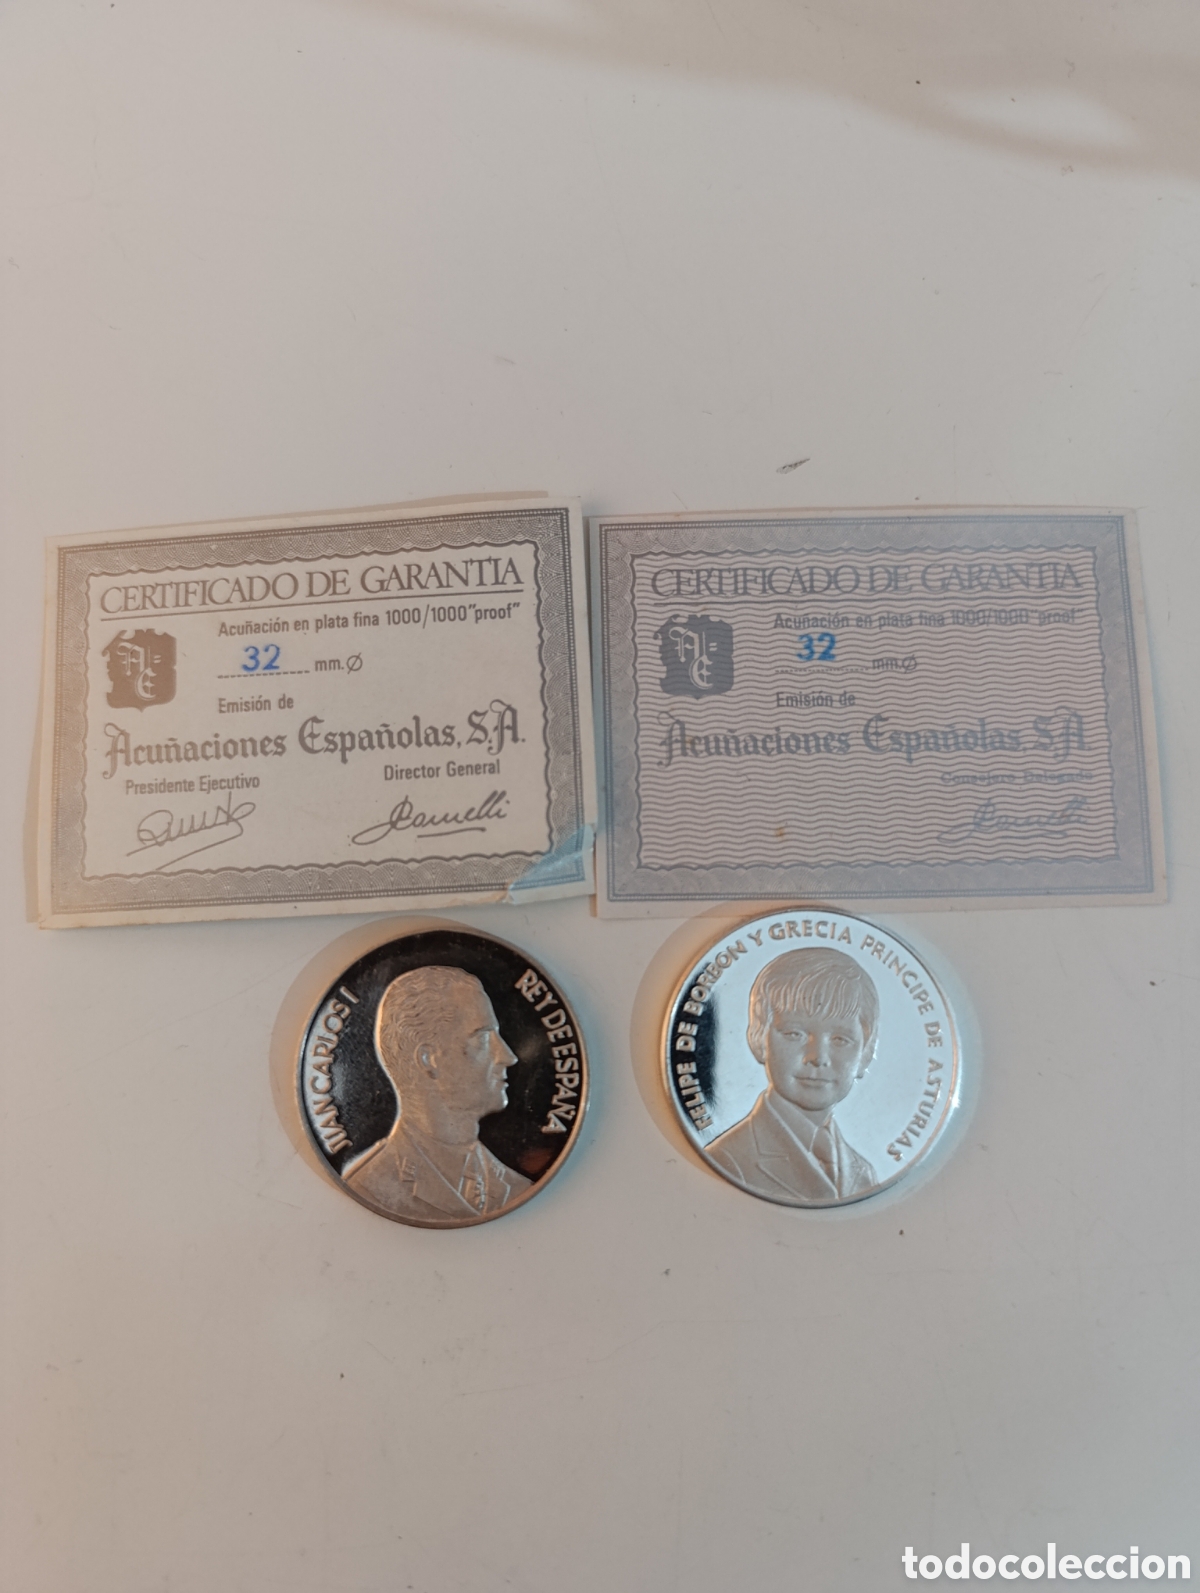 CERTIFICADO DE GARANTIA
Acuñación en plata fina 1000/1000 "proof"
32 mm. Ø
A E
Emisión de
Acuñaciones Españolas, S.A.
Presidente Ejecutivo
Director General
CERTIFICADO DE GARANTIA
Acuñación en plata fina 1000/1000 "proof"
32 mm. Ø
A E
Emisión de
Acuñaciones Españolas, S.A.
Consejero Delegado
JUAN CARLOS I
REY DE ESPAÑA
FELIPE DE BORBON Y GRECIA PRINCIPE DE ASTURIAS
todocoleccion